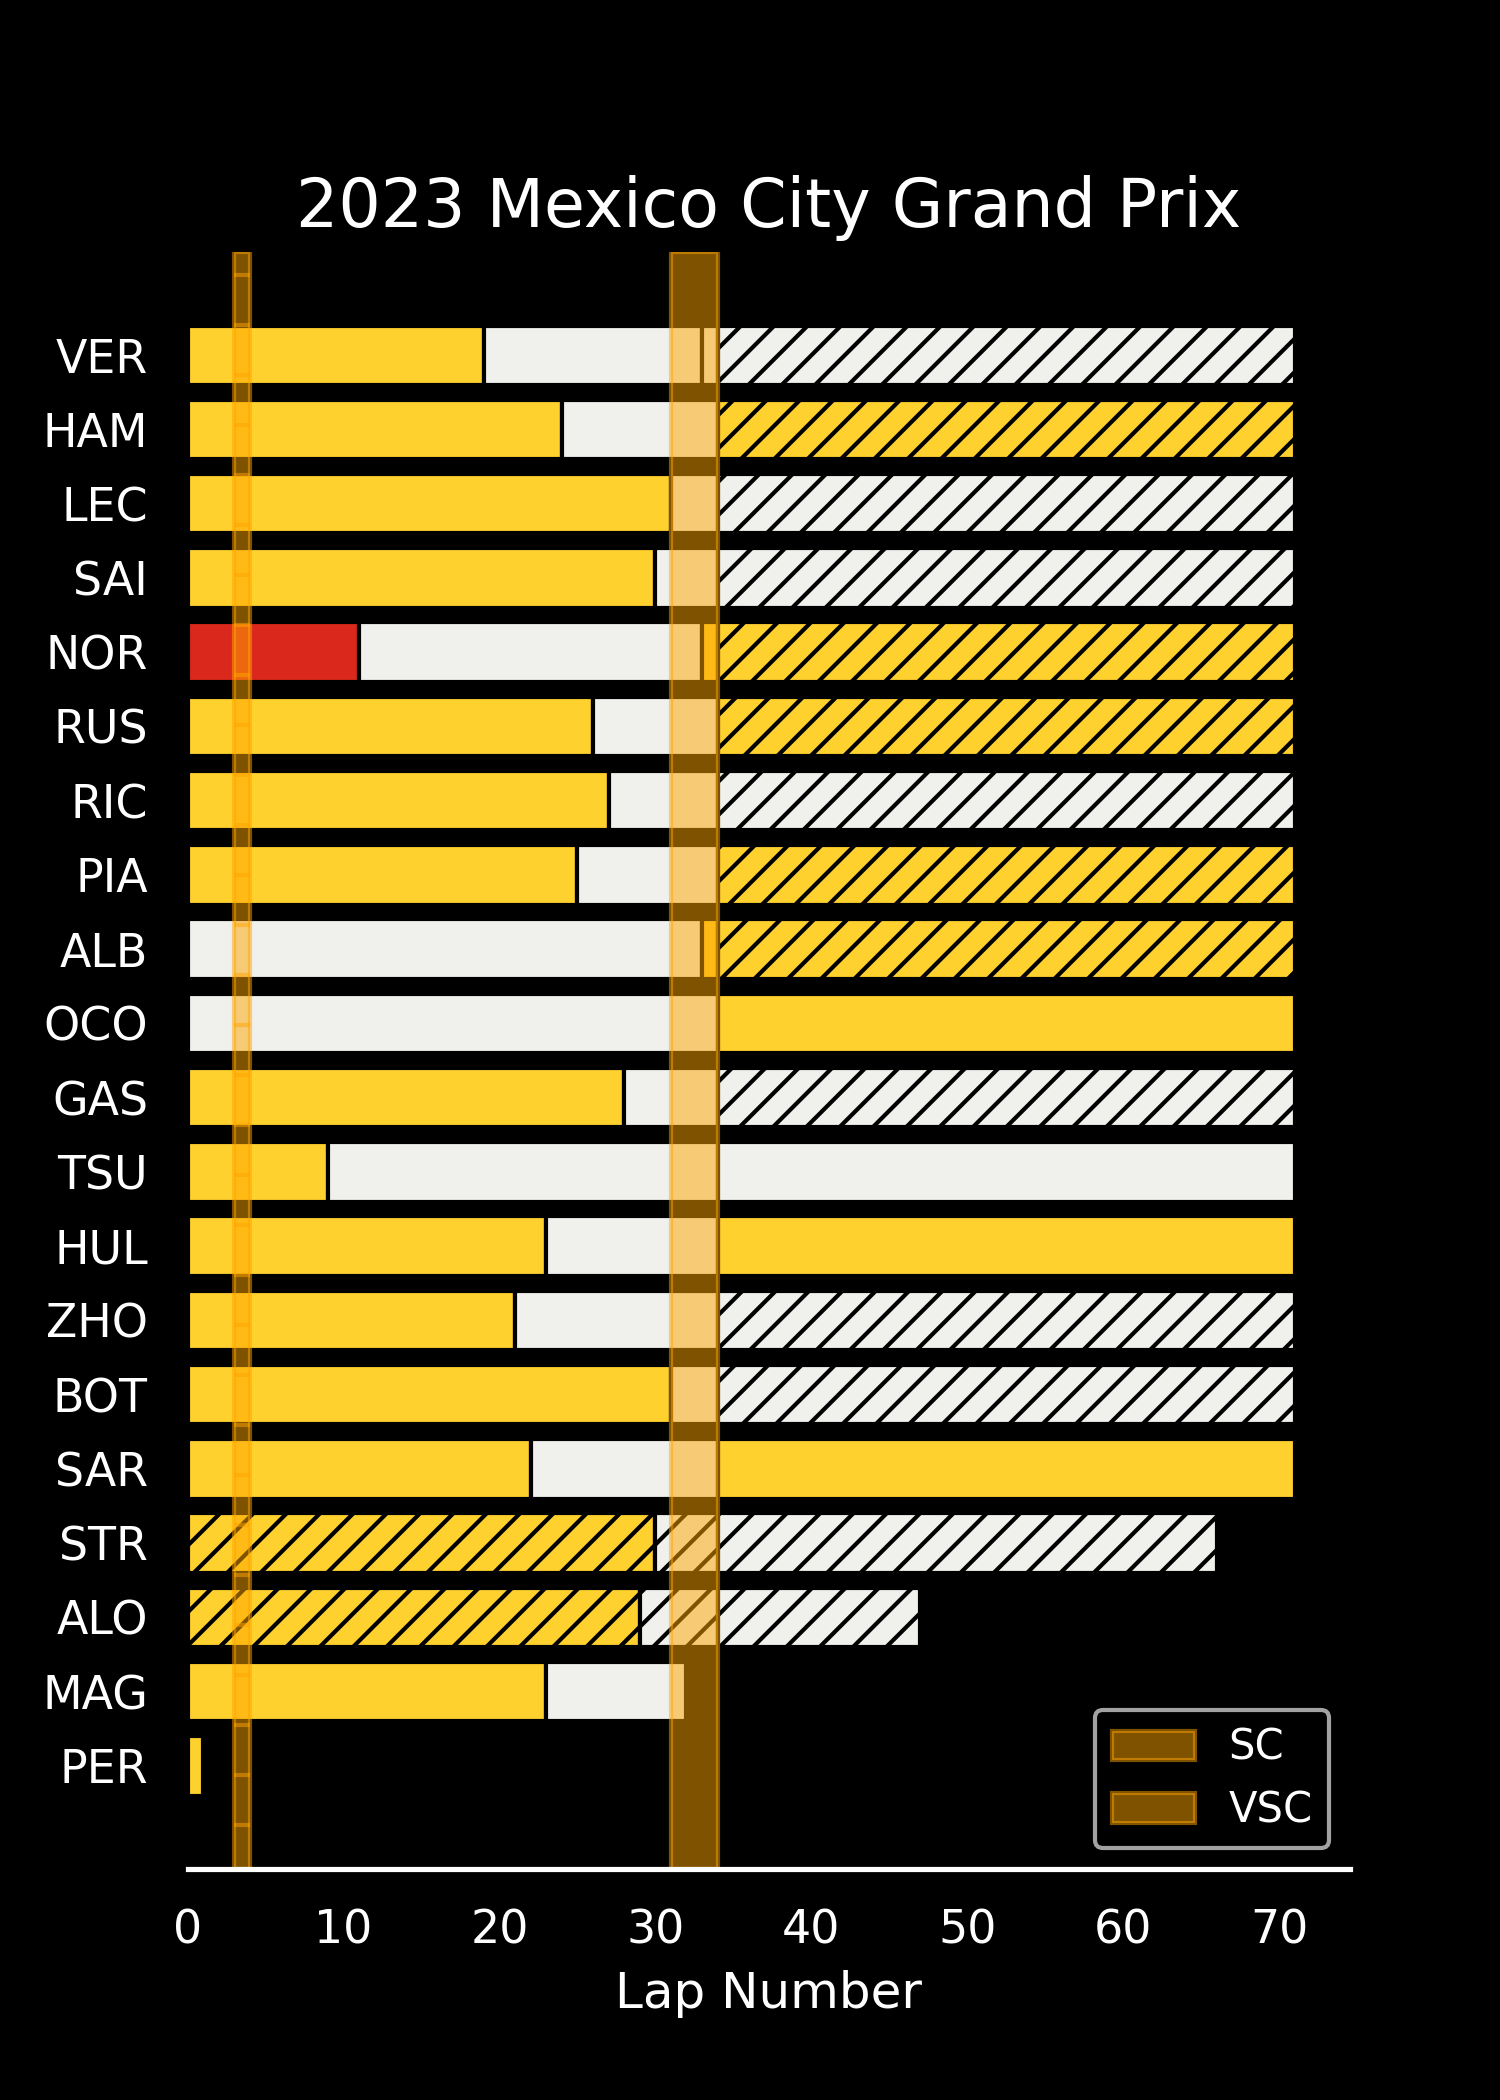 2023 Mexico City Grand Prix
VER
HAM
LEC
SAI
NOR
RUS
RIC
PIA
ALB
OCO
GAS
TSU
HUL
ZHO
BOT
SAR
STR
ALO
MAG
PER
SC
VSC
0 10 20 30 40 50 60 70
Lap Number